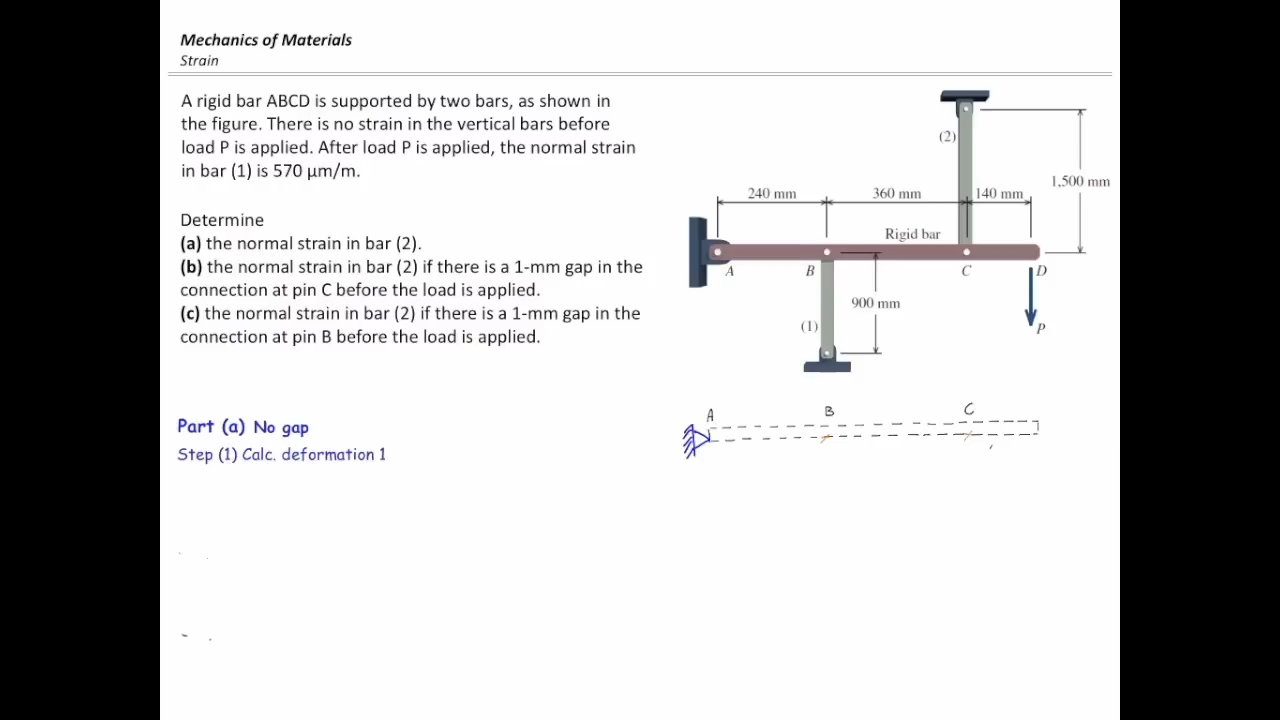 Mechanics of Materials
Strain
A rigid bar ABCD is supported by two bars, as shown in
the figure. There is no strain in the vertical bars before
load P is applied. After load P is applied, the normal strain
in bar (1) is 570 μm/m.
Determine
(a) the normal strain in bar (2).
(b) the normal strain in bar (2) if there is a 1-mm gap in the
connection at pin C before the load is applied.
(c) the normal strain in bar (2) if there is a 1-mm gap in the
connection at pin B before the load is applied.
(2)
1,500 mm
240 mm
360 mm
140 mm
Rigid bar
A
B
C
D
900 mm
(1)
P
Part (a) No gap
Step (1) Calc. deformation 1
A
B
C